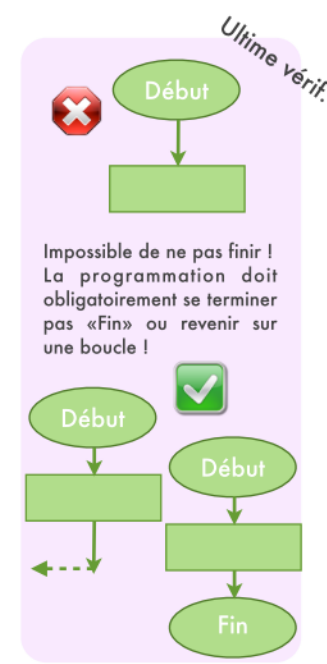 Ultime vérif.
Début
Impossible de ne pas finir !
La programmation doit
obligatoirement se terminer
pas «Fin» ou revenir sur
une boucle !
Début
Début
Fin